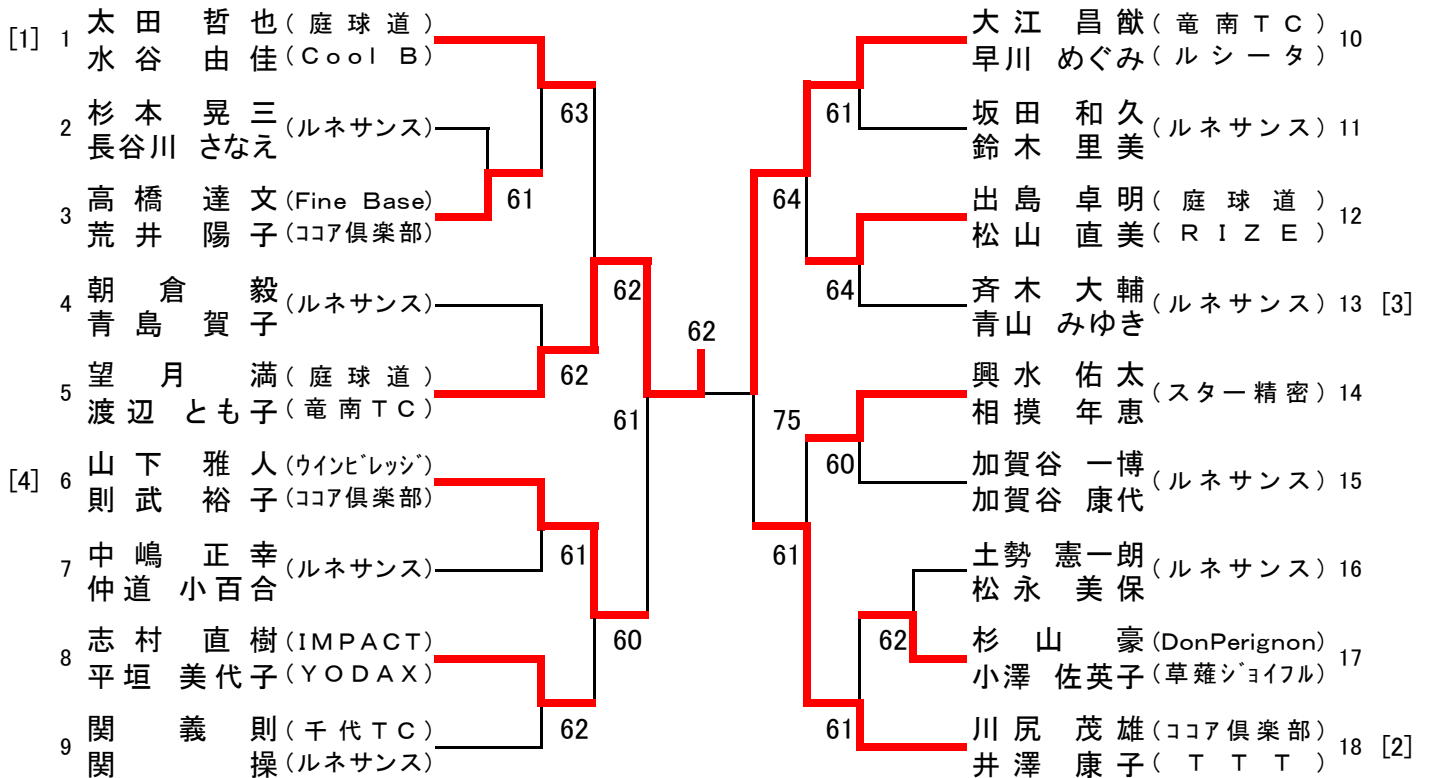 [1] 1 太田 哲也 (庭球道)
水谷 由佳 (Cool B)
2 杉本 晃三 (ルネサンス)
長谷川 さなえ
3 高橋 達文 (Fine Base)
荒井 陽子 (ココア倶楽部)
4 朝倉 毅 (ルネサンス)
青島 賀子
5 望月 満 (庭球道)
渡辺 とも子 (竜南TC)
[4] 6 山下 雅人 (ウインビレッジ)
則武 裕子 (ココア倶楽部)
7 中嶋 正幸 (ルネサンス)
仲道 小百合
8 志村 直樹 (IMPACT)
平垣 美代子 (YODAX)
9 関 義則 (千代TC)
関 操 (ルネサンス)
63
61
62
62
61
61
60
62
62
61
64
64
75
60
61
62
61
大江 昌猷 (竜南TC) 10
早川 めぐみ (ルシータ)
坂田 和久 (ルネサンス) 11
鈴木 里美
出島 卓明 (庭球道) 12
松山 直美 (RIZE)
斉木 大輔 (ルネサンス) 13 [3]
青山 みゆき
興水 佑太 (スター精密) 14
相摸 年恵
加賀谷 一博 (ルネサンス) 15
加賀谷 康代
土勢 憲一朗 (ルネサンス) 16
松永 美保
杉山 豪 (DonPerignon) 17
小澤 佐英子 (草薙ジョイフル)
川尻 茂雄 (ココア倶楽部) 18 [2]
井澤 康子 (TTT)